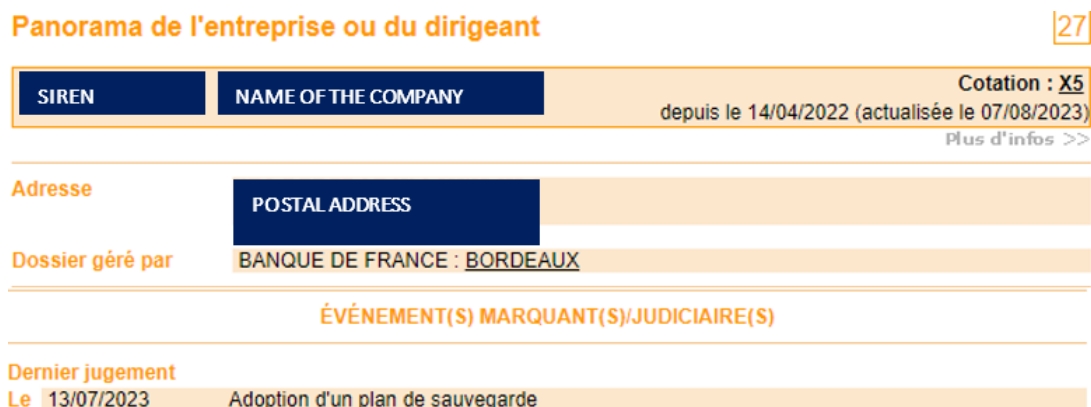 Panorama de l'entreprise ou du dirigeant 27
SIREN NAME OF THE COMPANY Cotation : X5
depuis le 14/04/2022 (actualisée le 07/08/2023)
Plus d'infos >>
Adresse POSTAL ADDRESS
Dossier géré par BANQUE DE FRANCE : BORDEAUX
ÉVÉNEMENT(S) MARQUANT(S)/JUDICIAIRE(S)
Dernier jugement
Le 13/07/2023 Adoption d'un plan de sauvegarde